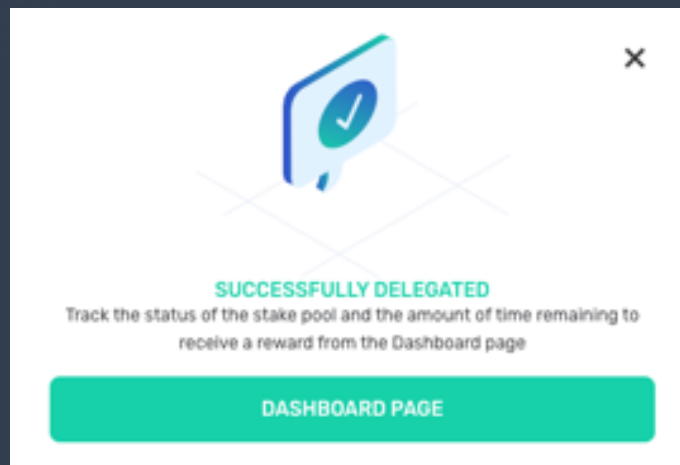 SUCCESSFULLY DELEGATED
Track the status of the stake pool and the amount of time remaining to
receive a reward from the Dashboard page
DASHBOARD PAGE